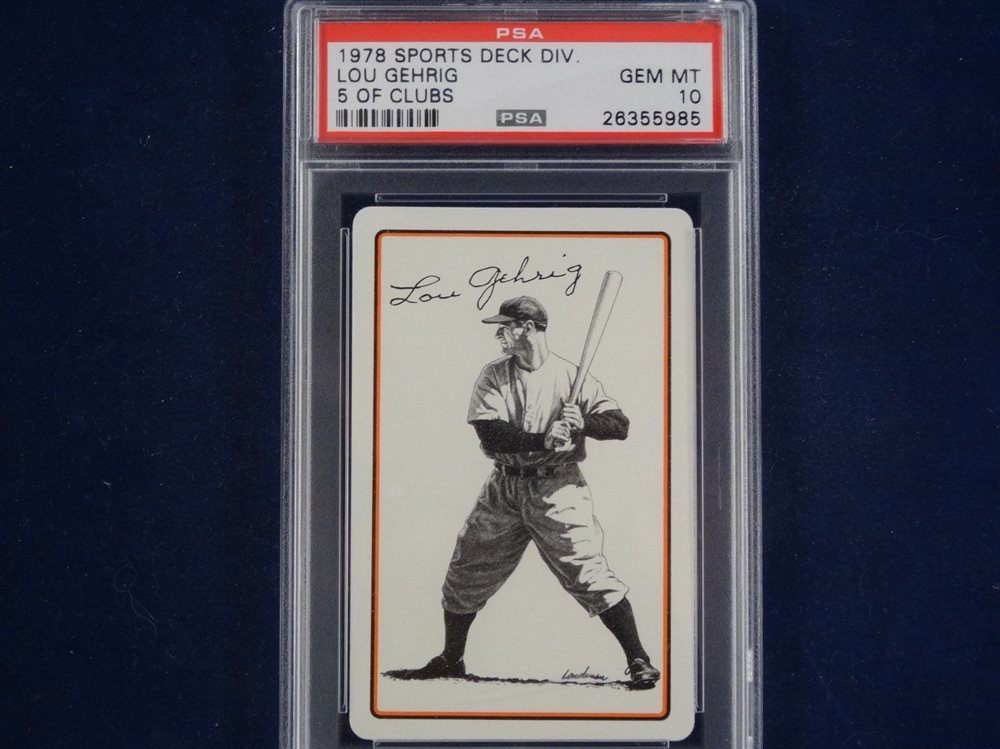 PSA
1978 SPORTS DECK DIV.
LOU GEHRIG GEM MT
5 OF CLUBS 10
PSA 26355985
Lou Gehrig